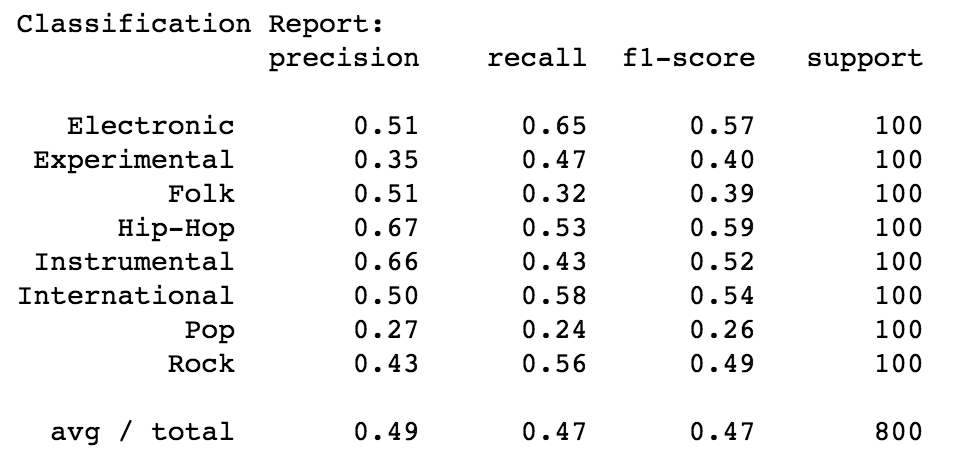 Classification Report:
precision recall f1-score support
Electronic 0.51 0.65 0.57 100
Experimental 0.35 0.47 0.40 100
Folk 0.51 0.32 0.39 100
Hip-Hop 0.67 0.53 0.59 100
Instrumental 0.66 0.43 0.52 100
International 0.50 0.58 0.54 100
Pop 0.27 0.24 0.26 100
Rock 0.43 0.56 0.49 100
avg / total 0.49 0.47 0.47 800